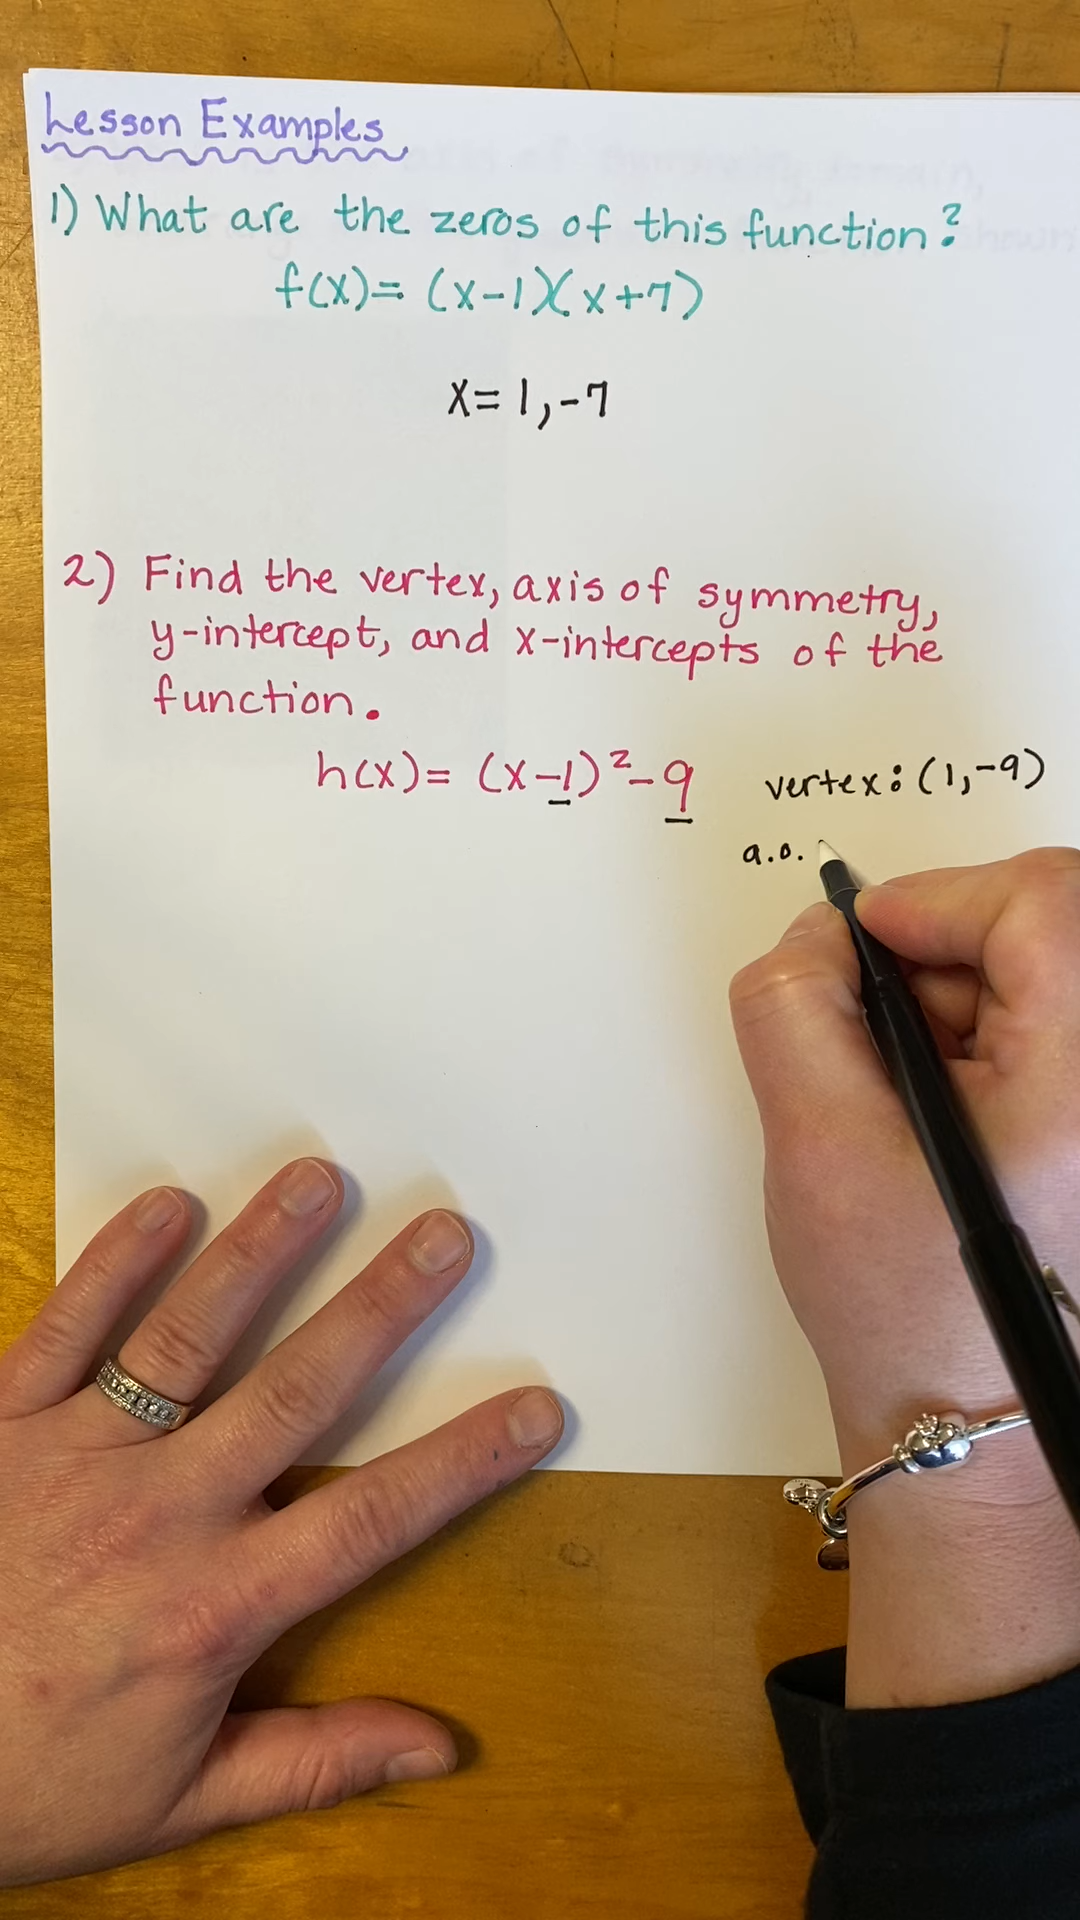 Lesson Examples
1) What are the zeros of this function?
f(x)= (x-1)(x+7)
x= 1,-7
2) Find the vertex, axis of symmetry,
y-intercept, and x-intercepts of the
function.
h(x)= (x-1)²-9 vertex: (1,-9)
a.o.